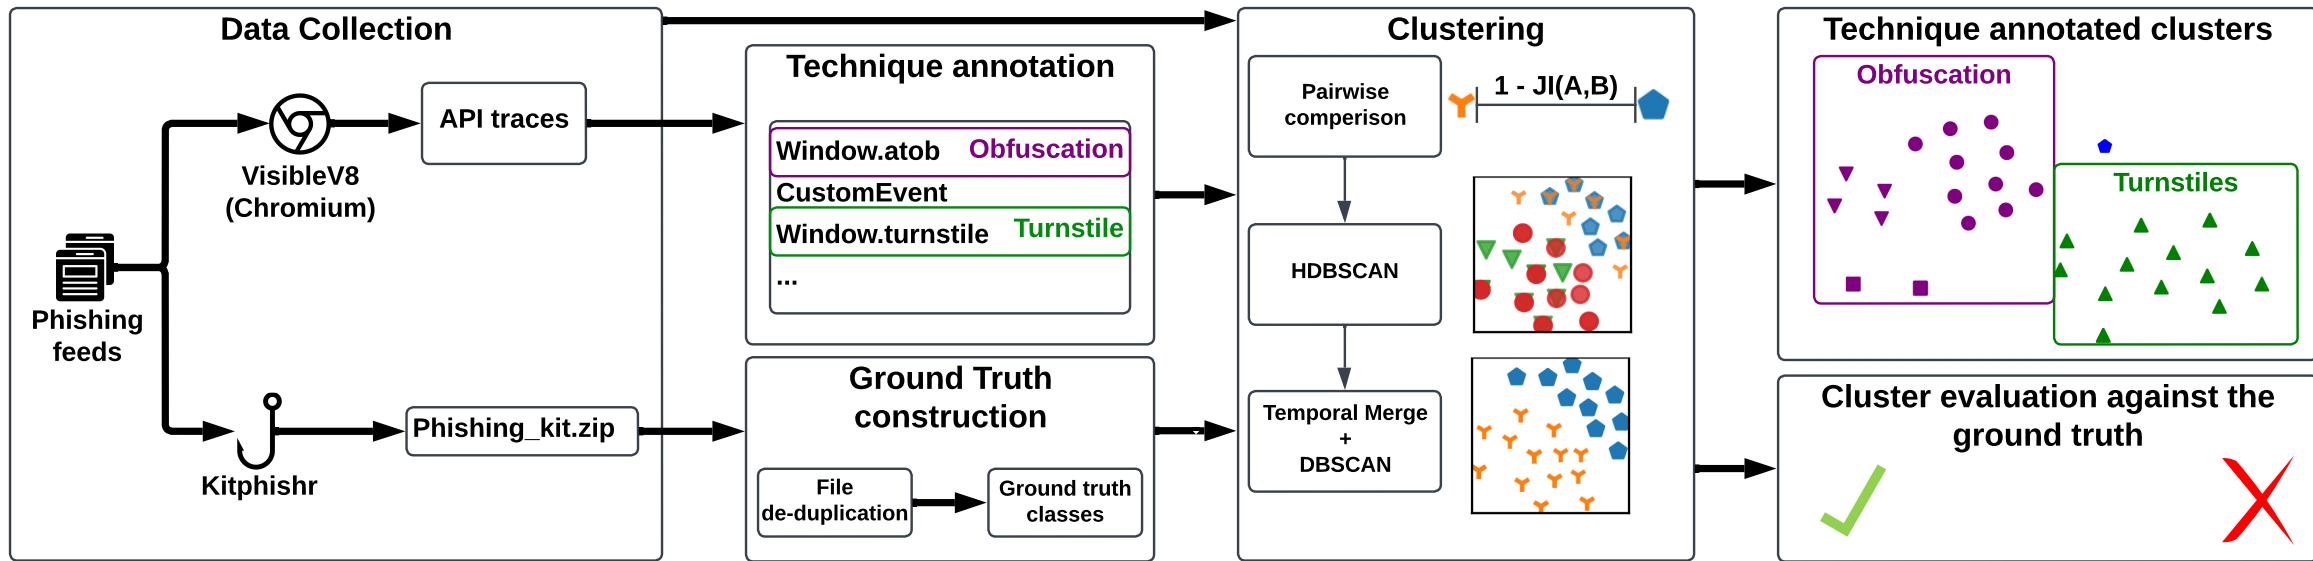 Data Collection
VisibleV8
(Chromium)
API traces
Phishing
feeds
Kitphishr
Phishing_kit.zip
Technique annotation
Window.atob Obfuscation
CustomEvent
Window.turnstile Turnstile
...
Ground Truth
construction
File
de-duplication
Ground truth
classes
Clustering
Pairwise
comperison
1 - JI(A,B)
HDBSCAN
Temporal Merge
+
DBSCAN
Technique annotated clusters
Obfuscation
Turnstiles
Cluster evaluation against the
ground truth